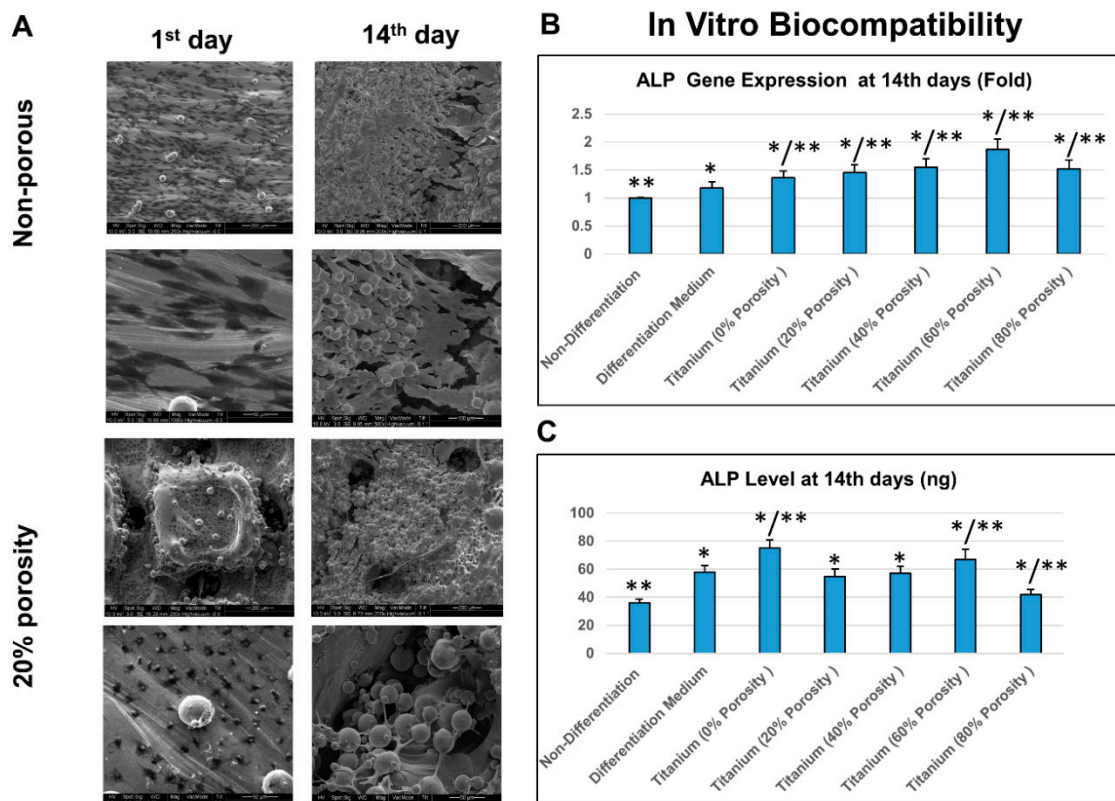 A
1st day
14th day
Non-porous
20% porosity
B
In Vitro Biocompatibility
ALP Gene Expression at 14th days (Fold)
2.5
2
1.5
1
0.5
0
**
*
*/**
*/**
*/**
*/**
*/**
Non-Differentiation
Differentiation Medium
Titanium (0% Porosity )
Titanium (20% Porosity )
Titanium (40% Porosity )
Titanium (60% Porosity )
Titanium (80% Porosity )
C
ALP Level at 14th days (ng)
100
80
60
40
20
0
**
*
*/**
*
*
*/**
*/**
Non-Differentiation
Differentiation Medium
Titanium (0% Porosity )
Titanium (20% Porosity )
Titanium (40% Porosity )
Titanium (60% Porosity )
Titanium (80% Porosity )